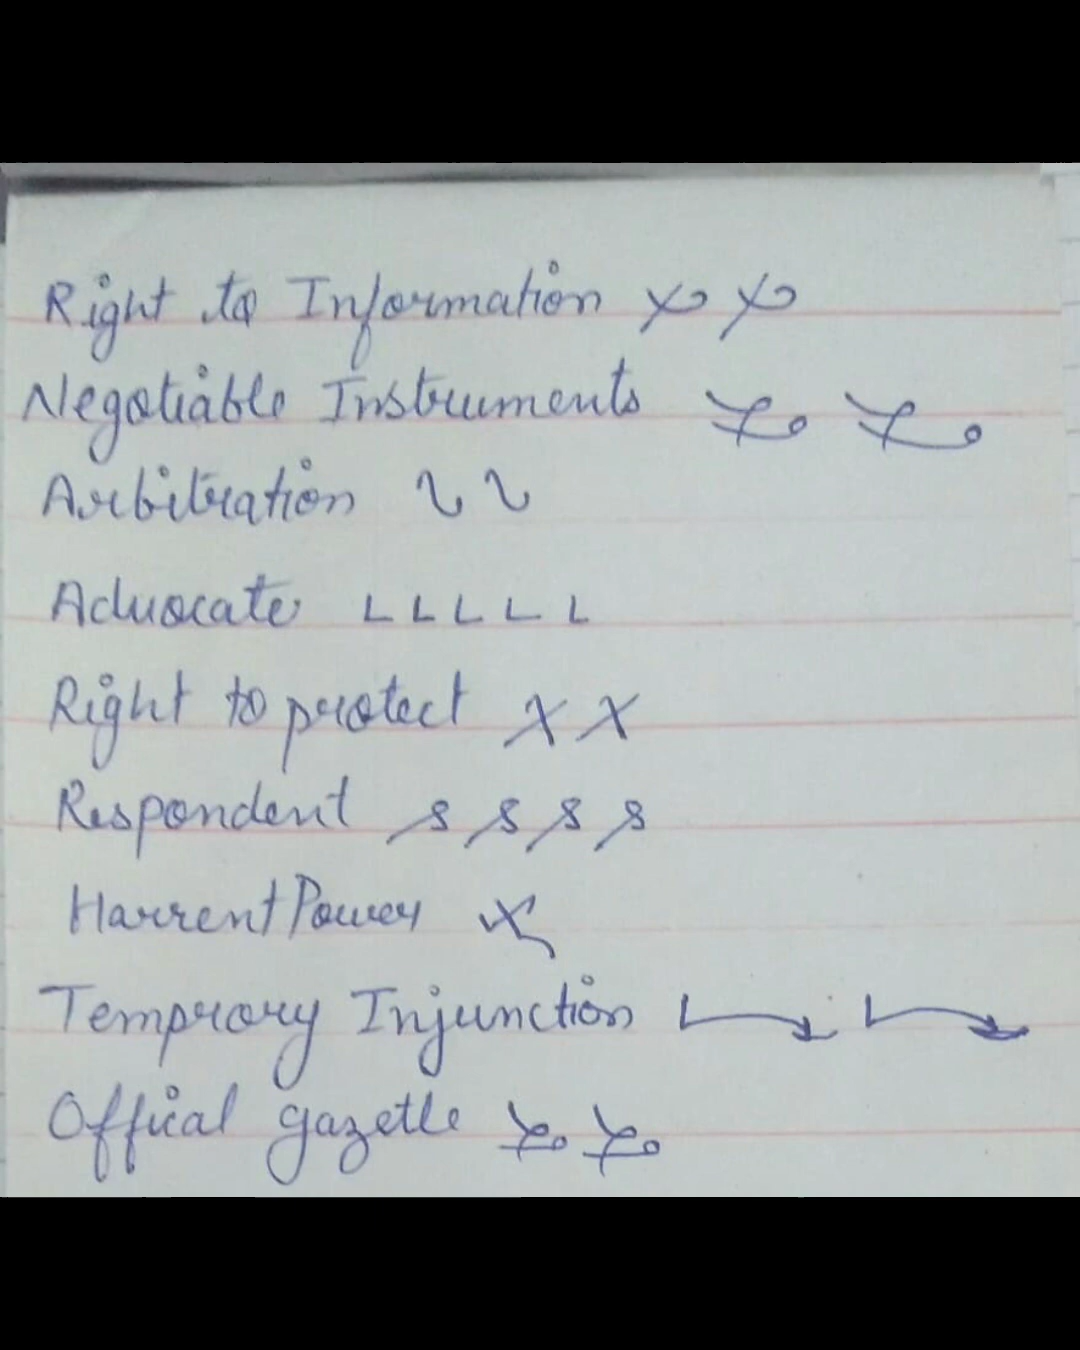 Right to Information
Negotiable Instruments
Arbitration
Advocate
Right to protect
Respondent
Harrent Power
Temprory Injunction
Offical gazette